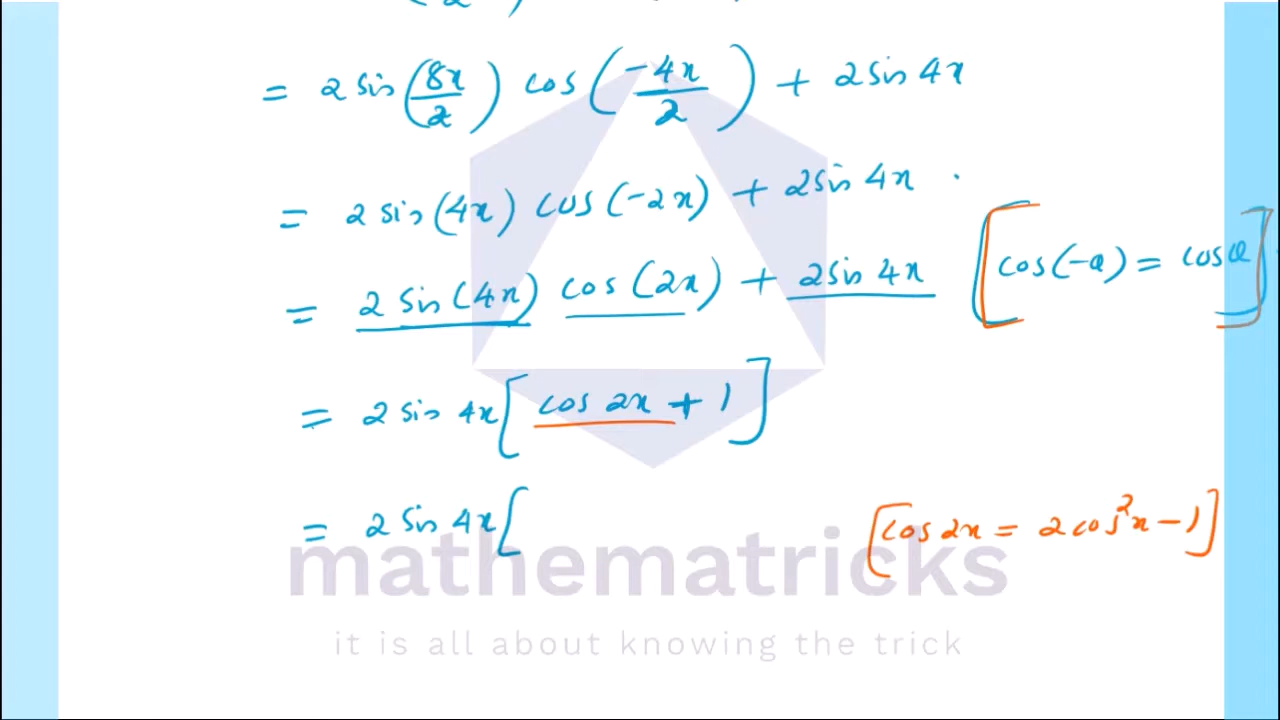 = 2 sin(8x/2) cos(-4x/2) + 2 sin 4x
= 2 sin(4x) cos(-2x) + 2 sin 4x .
= 2 sin(4x) cos(2x) + 2 sin 4x [cos(-a) = cos a]
= 2 sin 4x [cos 2x + 1]
= 2 sin 4x [ [cos 2x = 2cos²x - 1]
mathematricks
it is all about knowing the trick